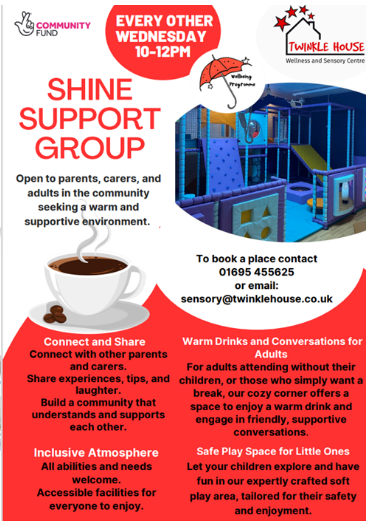 COMMUNITY
FUND
EVERY OTHER
WEDNESDAY
10-12PM
TWINKLE HOUSE
Wellness and Sensory Centre
Wellbeing
Programme
SHINE
SUPPORT
GROUP
Open to parents, carers, and
adults in the community
seeking a warm and
supportive environment.
To book a place contact
01695 455625
or email:
sensory@twinklehouse.co.uk
Connect and Share
Connect with other parents
and carers.
Share experiences, tips, and
laughter.
Build a community that
understands and supports
each other.
Warm Drinks and Conversations for
Adults
For adults attending without their
children, or those who simply want a
break, our cozy corner offers a
space to enjoy a warm drink and
engage in friendly, supportive
conversations.
Inclusive Atmosphere
All abilities and needs
welcome.
Accessible facilities for
everyone to enjoy.
Safe Play Space for Little Ones
Let your children explore and have
fun in our expertly crafted soft
play area, tailored for their safety
and enjoyment.